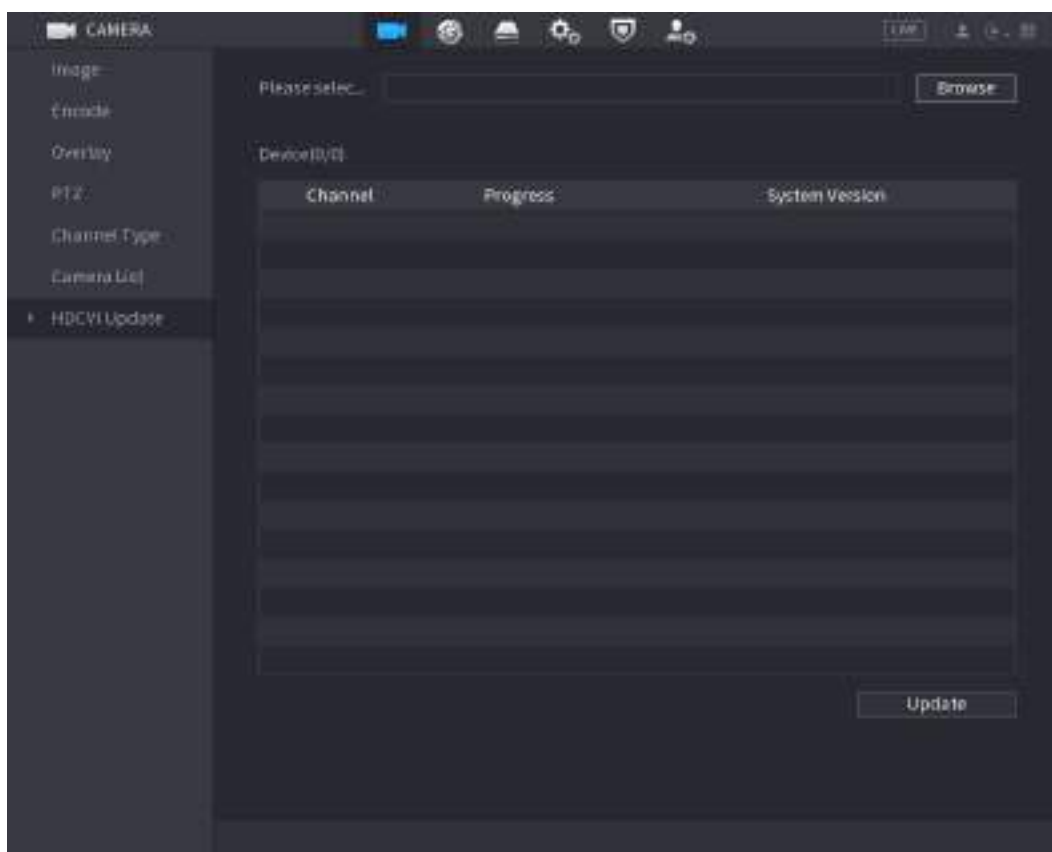 CAMERA
LIVE
Image
Encode
Overlay
PTZ
Channel Type
Camera List
HDCVI Update
Please selec...
Browse
Device(0/0)
Channel Progress System Version
Update